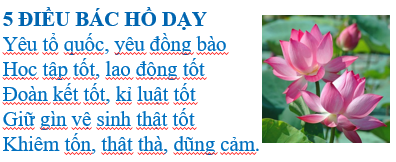 5 ĐIỀU BÁC HỒ DẠY
Yêu tổ quốc, yêu đồng bào
Học tập tốt, lao động tốt
Đoàn kết tốt, kỉ luật tốt
Giữ gìn vệ sinh thật tốt
Khiêm tốn, thật thà, dũng cảm.